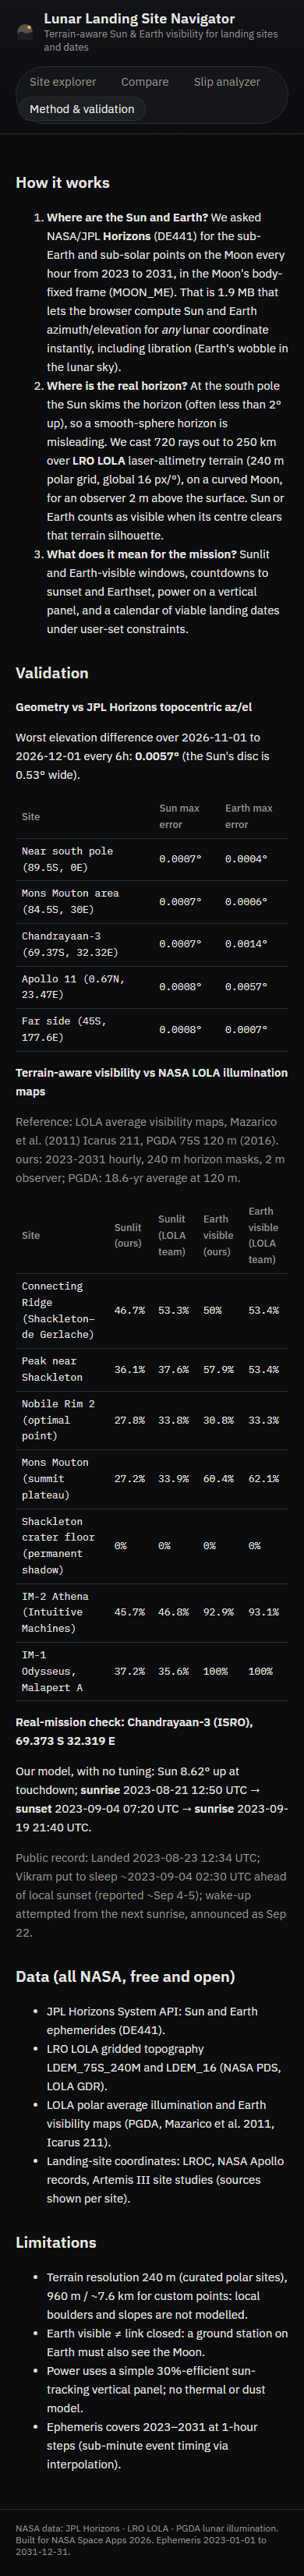 Lunar Landing Site Navigator
Terrain-aware Sun & Earth visibility for landing sites
and dates
Site explorer Compare Slip analyzer
Method & validation
How it works
1. Where are the Sun and Earth? We asked
NASA/JPL Horizons (DE441) for the sub-
Earth and sub-solar points on the Moon every
hour from 2023 to 2031, in the Moon's body-
fixed frame (MOON_ME). That is 1.9 MB that
lets the browser compute Sun and Earth
azimuth/elevation for any lunar coordinate
instantly, including libration (Earth's wobble in
the lunar sky).
2. Where is the real horizon? At the south pole
the Sun skims the horizon (often less than 2°
up), so a smooth-sphere horizon is
misleading. We cast 720 rays out to 250 km
over LRO LOLA laser-altimetry terrain (240 m
polar grid, global 16 px/°), on a curved Moon,
for an observer 2 m above the surface. Sun or
Earth counts as visible when its centre clears
that terrain silhouette.
3. What does it mean for the mission? Sunlit
and Earth-visible windows, countdowns to
sunset and Earthset, power on a vertical
panel, and a calendar of viable landing dates
under user-set constraints.
Validation
Geometry vs JPL Horizons topocentric az/el
Worst elevation difference over 2026-11-01 to
2026-12-01 every 6h: 0.0057° (the Sun's disc is
0.53° wide).
Site Sun max error Earth max error
Near south pole (89.5S, 0E) 0.0007° 0.0004°
Mons Mouton area (84.5S, 30E) 0.0007° 0.0006°
Chandrayaan-3 (69.37S, 32.32E) 0.0007° 0.0014°
Apollo 11 (0.67N, 23.47E) 0.0008° 0.0057°
Far side (45S, 177.6E) 0.0008° 0.0007°
Terrain-aware visibility vs NASA LOLA illumination
maps
Reference: LOLA average visibility maps, Mazarico
et al. (2011) Icarus 211, PGDA 75S 120 m (2016).
ours: 2023-2031 hourly, 240 m horizon masks, 2 m
observer; PGDA: 18.6-yr average at 120 m.
Site Sunlit (ours) Sunlit (LOLA team) Earth visible (ours) Earth visible (LOLA team)
Connecting Ridge (Shackleton–de Gerlache) 46.7% 53.3% 50% 53.4%
Peak near Shackleton 36.1% 37.6% 57.9% 53.4%
Nobile Rim 2 (optimal point) 27.8% 33.8% 30.8% 33.3%
Mons Mouton (summit plateau) 27.2% 33.9% 60.4% 62.1%
Shackleton crater floor (permanent shadow) 0% 0% 0% 0%
IM-2 Athena (Intuitive Machines) 45.7% 46.8% 92.9% 93.1%
IM-1 Odysseus, Malapert A 37.2% 35.6% 100% 100%
Real-mission check: Chandrayaan-3 (ISRO),
69.373 S 32.319 E
Our model, with no tuning: Sun 8.62° up at
touchdown; sunrise 2023-08-21 12:50 UTC →
sunset 2023-09-04 07:20 UTC → sunrise 2023-09-
19 21:40 UTC.
Public record: Landed 2023-08-23 12:34 UTC;
Vikram put to sleep ~2023-09-04 02:30 UTC ahead
of local sunset (reported ~Sep 4-5); wake-up
attempted from the next sunrise, announced as Sep
22.
Data (all NASA, free and open)
• JPL Horizons System API: Sun and Earth
ephemerides (DE441).
• LRO LOLA gridded topography
LDEM_75S_240M and LDEM_16 (NASA PDS,
LOLA GDR).
• LOLA polar average illumination and Earth
visibility maps (PGDA, Mazarico et al. 2011,
Icarus 211).
• Landing-site coordinates: LROC, NASA Apollo
records, Artemis III site studies (sources
shown per site).
Limitations
• Terrain resolution 240 m (curated polar sites),
960 m / ~7.6 km for custom points: local
boulders and slopes are not modelled.
• Earth visible ≠ link closed: a ground station on
Earth must also see the Moon.
• Power uses a simple 30%-efficient sun-
tracking vertical panel; no thermal or dust
model.
• Ephemeris covers 2023–2031 at 1-hour
steps (sub-minute event timing via
interpolation).
NASA data: JPL Horizons · LRO LOLA · PGDA lunar illumination.
Built for NASA Space Apps 2026. Ephemeris 2023-01-01 to
2031-12-31.